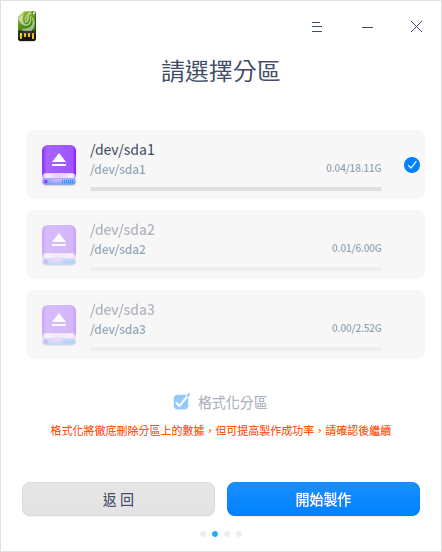 請選擇分區
/dev/sda1
/dev/sda1
0.04/18.11G
/dev/sda2
/dev/sda2
0.01/6.00G
/dev/sda3
/dev/sda3
0.00/2.52G
格式化分區
格式化將徹底刪除分區上的數據，但可提高製作成功率，請確認後繼續
返回
開始製作